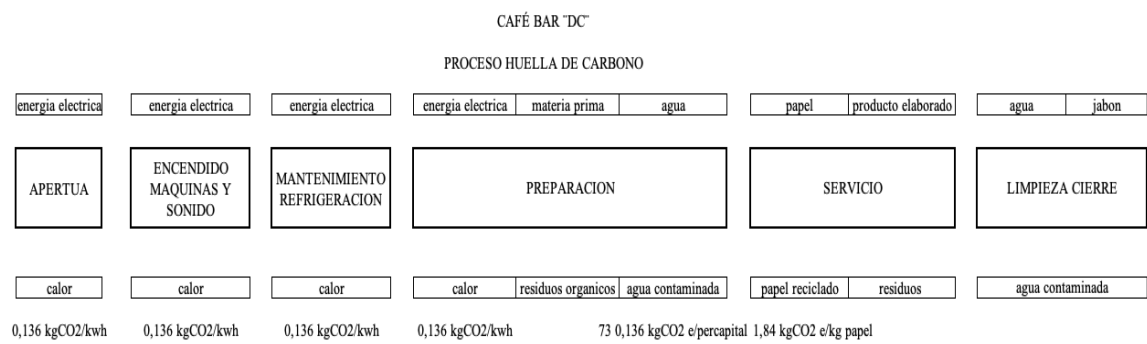 CAFÉ BAR "DC"
PROCESO HUELLA DE CARBONO
energia electrica energia electrica energia electrica energia electrica materia prima agua papel producto elaborado agua jabon
APERTUA
ENCENDIDO
MAQUINAS Y
SONIDO
MANTENIMIENTO
REFRIGERACION
PREPARACION
SERVICIO
LIMPIEZA CIERRE
calor calor calor calor residuos organicos agua contaminada papel reciclado residuos agua contaminada
0,136 kgCO2/kwh 0,136 kgCO2/kwh 0,136 kgCO2/kwh 0,136 kgCO2/kwh 73 0,136 kgCO2 e/percapital 1,84 kgCO2 e/kg papel